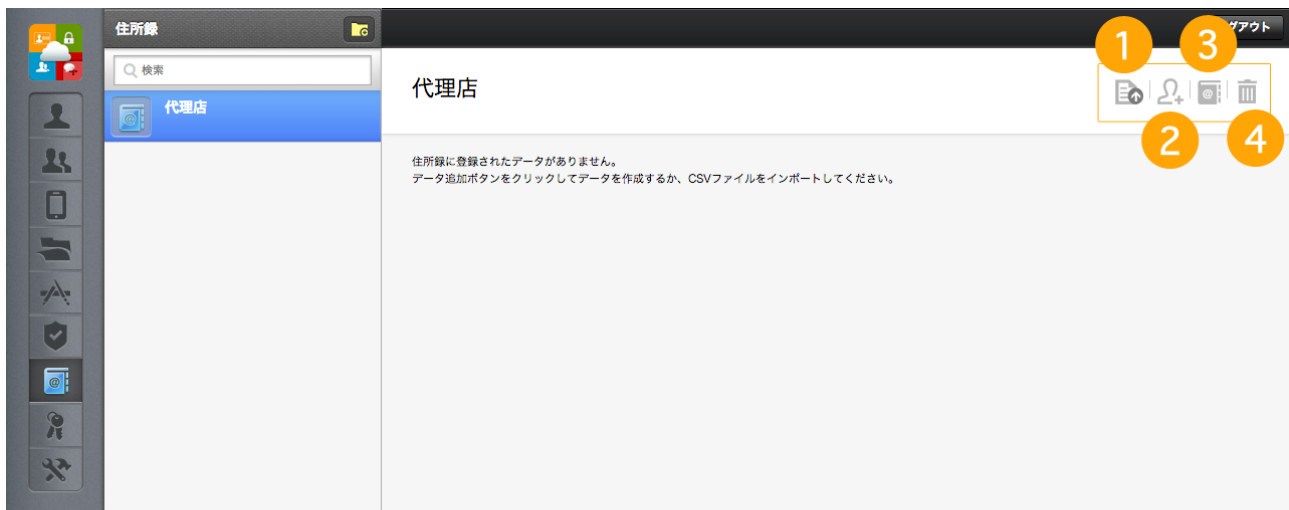 住所録
グアウト
1
3
検索
代理店
代理店
2
4
住所録に登録されたデータがありません。
データ追加ボタンをクリックしてデータを作成するか、CSVファイルをインポートしてください。